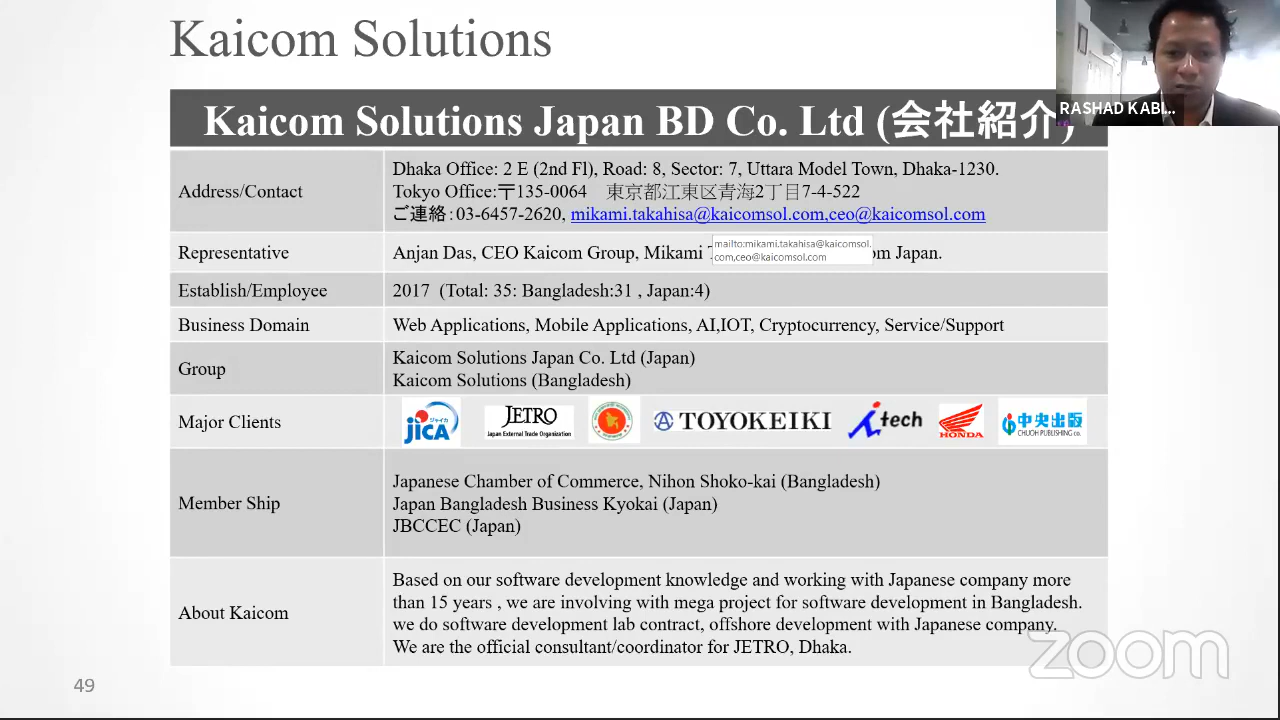 Kaicom Solutions
Kaicom Solutions Japan BD Co. Ltd (会社紹介)
RASHAD KABI...
Address/Contact
Dhaka Office: 2 E (2nd Fl), Road: 8, Sector: 7, Uttara Model Town, Dhaka-1230.
Tokyo Office:〒135-0064 東京都江東区青海2丁目7-4-522
ご連絡:03-6457-2620, mikami.takahisa@kaicomsol.com,ceo@kaicomsol.com
Representative
Anjan Das, CEO Kaicom Group, Mikami Japan.
mailto:mikami.takahisa@kaicomsol.
com,ceo@kaicomsol.com
Establish/Employee
2017 (Total: 35: Bangladesh:31 , Japan:4)
Business Domain
Web Applications, Mobile Applications, AI,IOT, Cryptocurrency, Service/Support
Group
Kaicom Solutions Japan Co. Ltd (Japan)
Kaicom Solutions (Bangladesh)
Major Clients
ジャイカ
JICA
JETRO
Japan External Trade Organization
TOYOKEIKI
itech
HONDA
中央出版
CHUOH PUBLISHING co.
Member Ship
Japanese Chamber of Commerce, Nihon Shoko-kai (Bangladesh)
Japan Bangladesh Business Kyokai (Japan)
JBCCEC (Japan)
About Kaicom
Based on our software development knowledge and working with Japanese company more
than 15 years , we are involving with mega project for software development in Bangladesh.
we do software development lab contract, offshore development with Japanese company.
We are the official consultant/coordinator for JETRO, Dhaka.
zoom
49